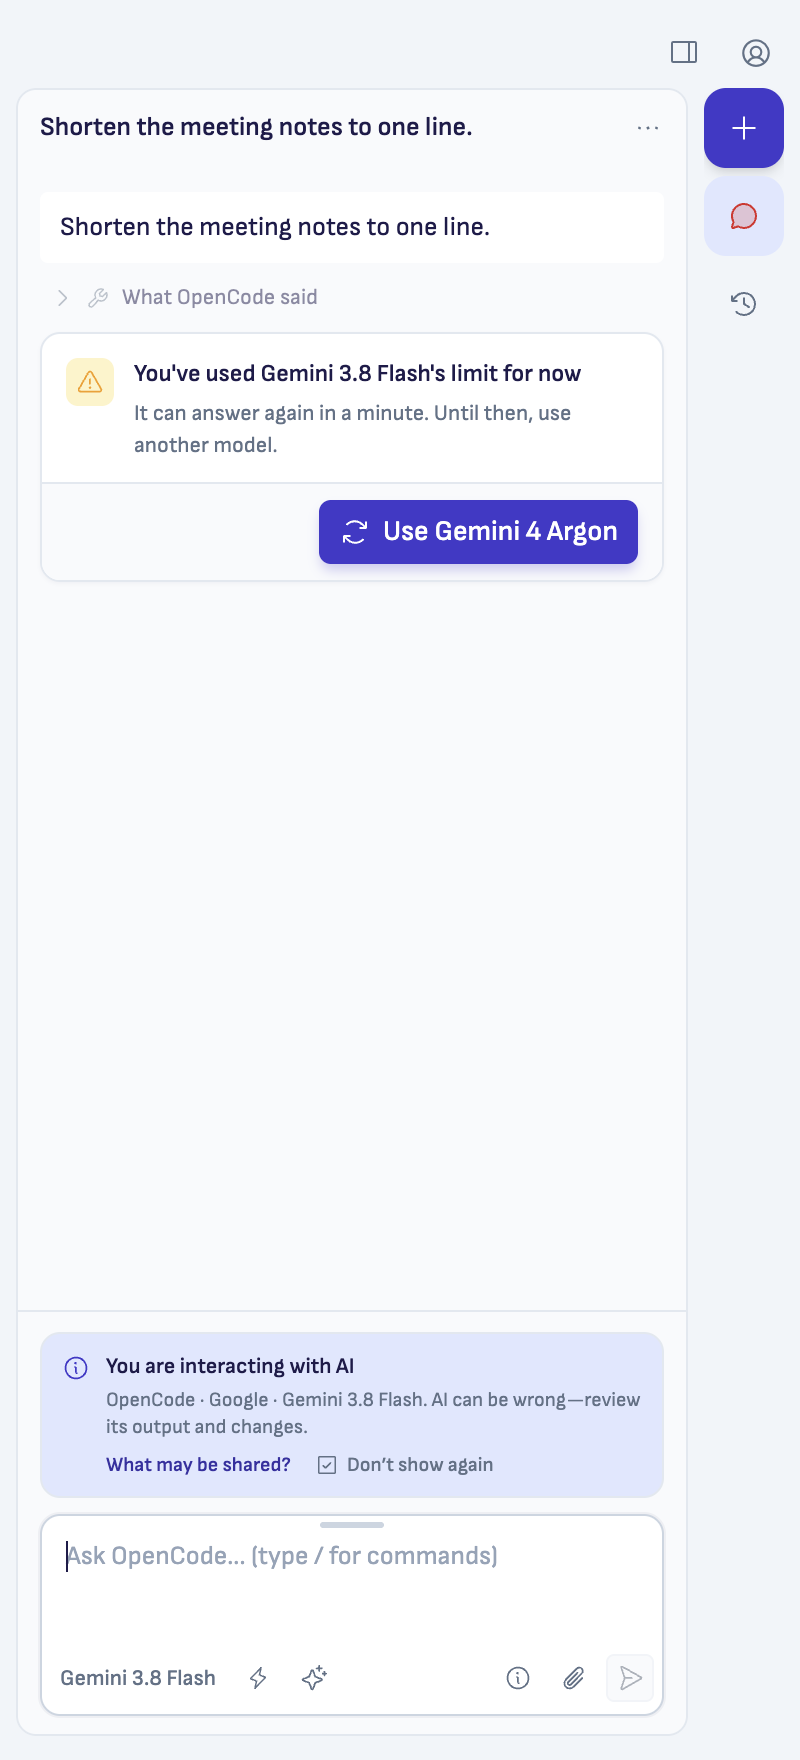 Shorten the meeting notes to one line.
Shorten the meeting notes to one line.
What OpenCode said
You've used Gemini 3.8 Flash's limit for now
It can answer again in a minute. Until then, use
another model.
Use Gemini 4 Argon
You are interacting with AI
OpenCode · Google · Gemini 3.8 Flash. AI can be wrong—review
its output and changes.
What may be shared? Don’t show again
Ask OpenCode... (type / for commands)
Gemini 3.8 Flash